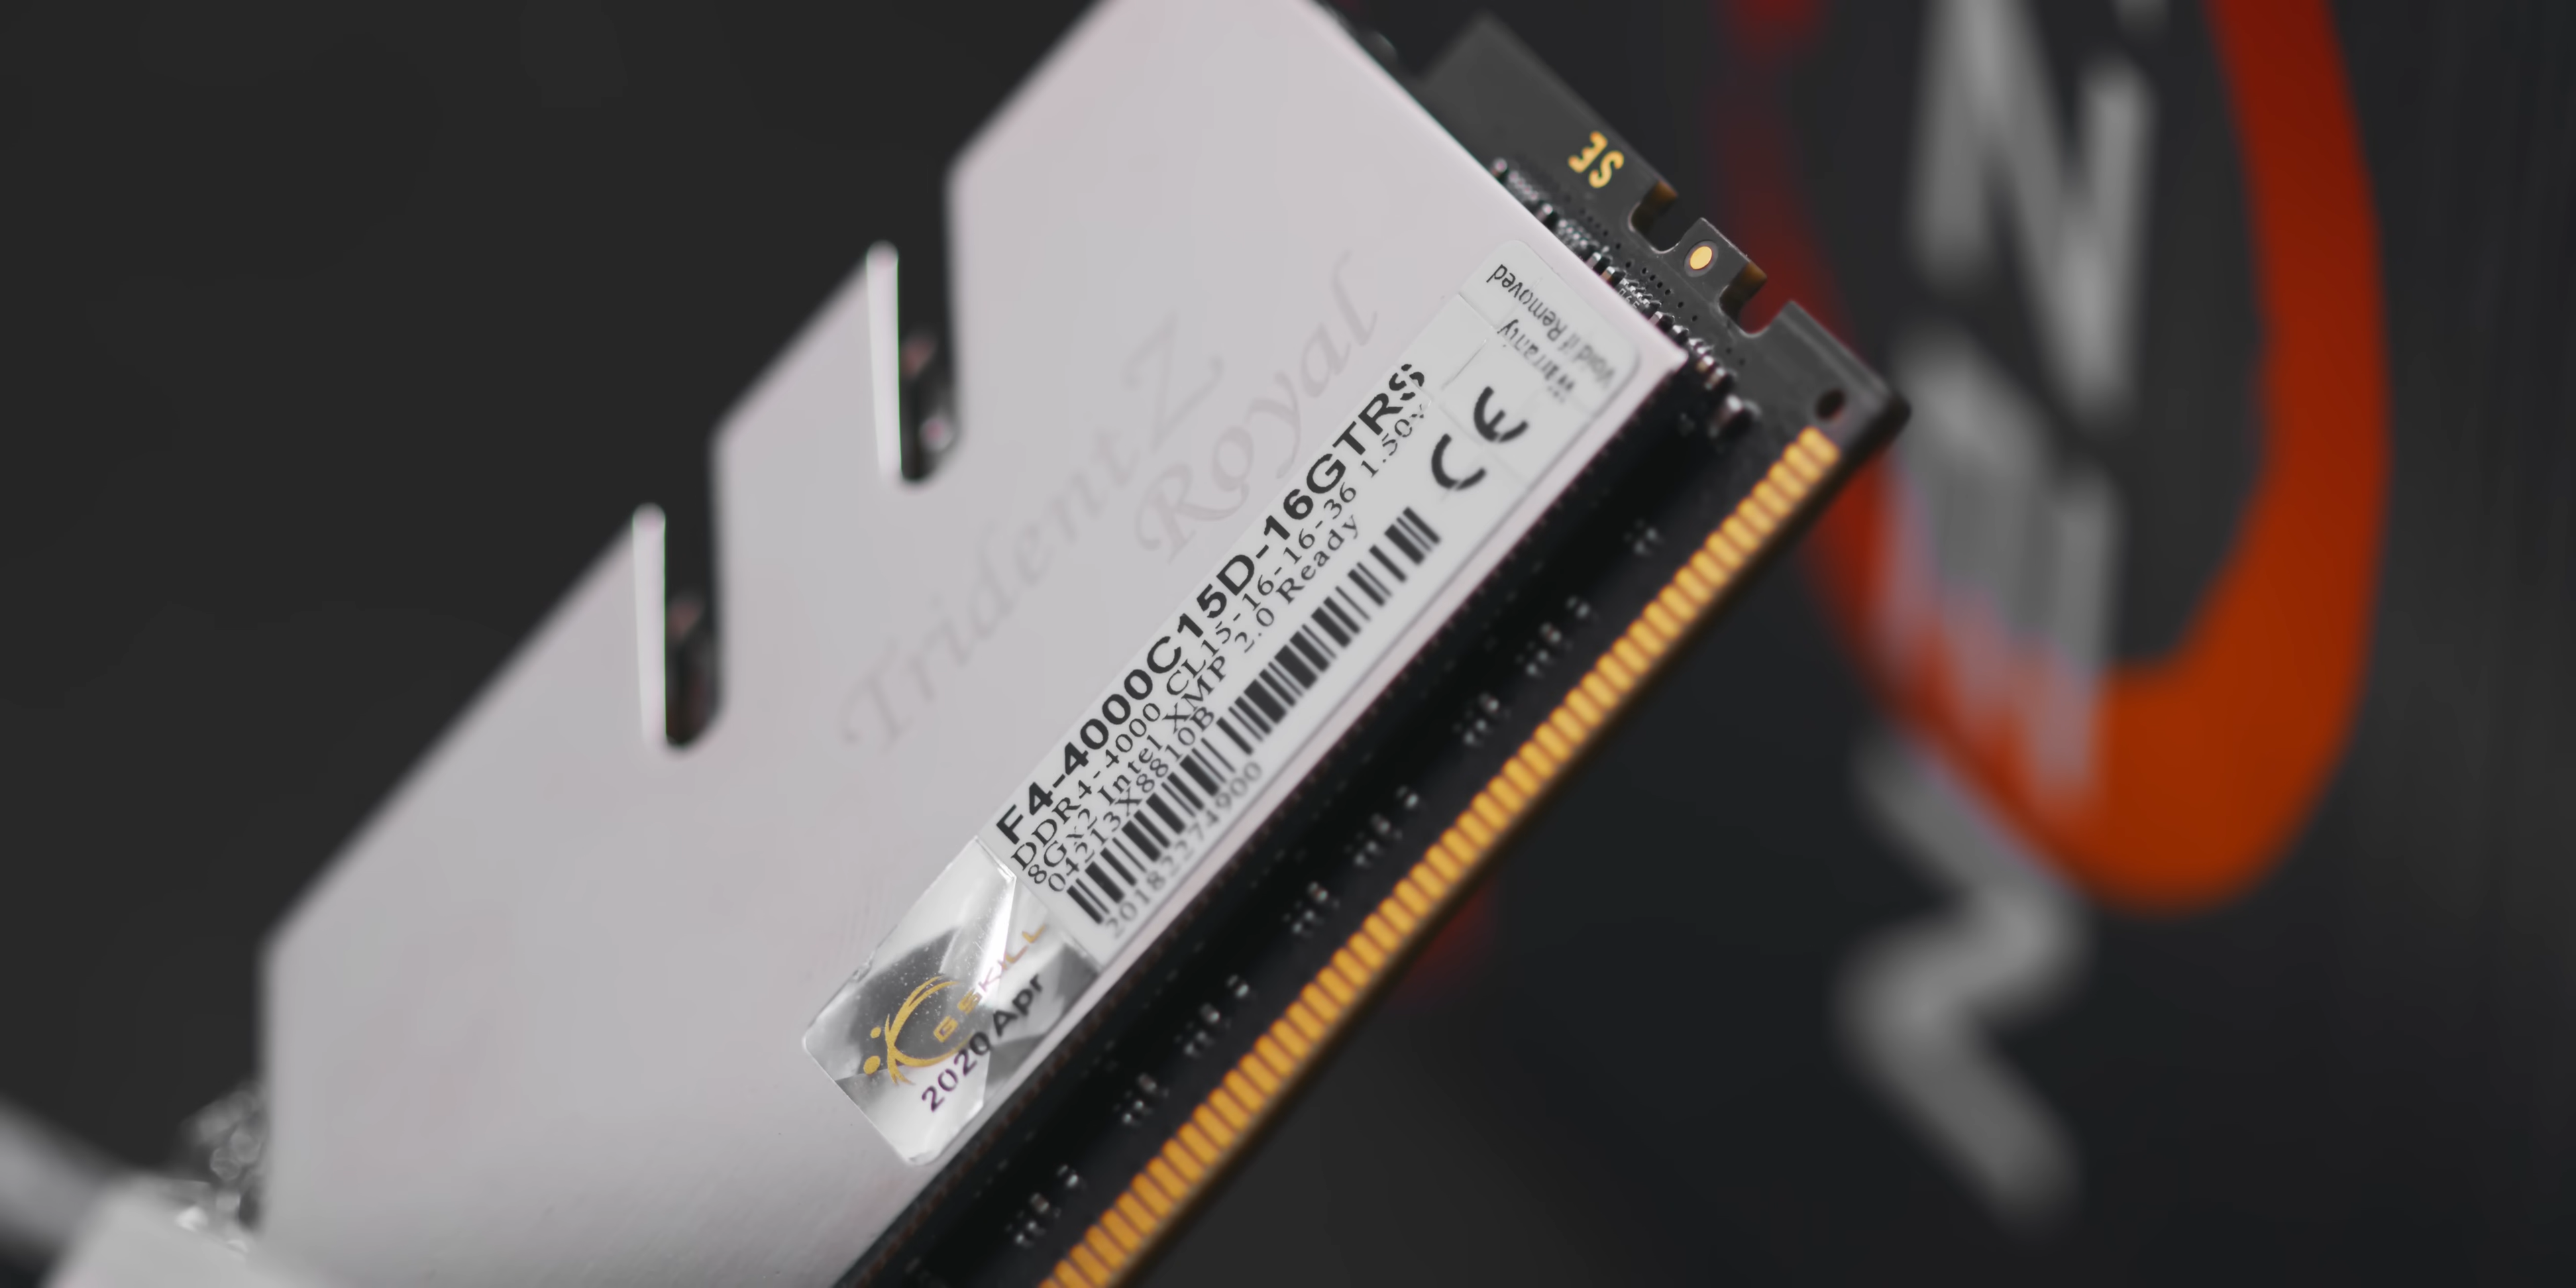 SE
TridentZ
Royal
F4-4000C15D-16GTRS
DDR4-4000 CL15-16-16-36 1.50v
8GX2 Intel XMP 2.0 Ready
04213X8810B
20182274900
CE
Warranty
Void if Removed
G.SKILL
2020 Apr